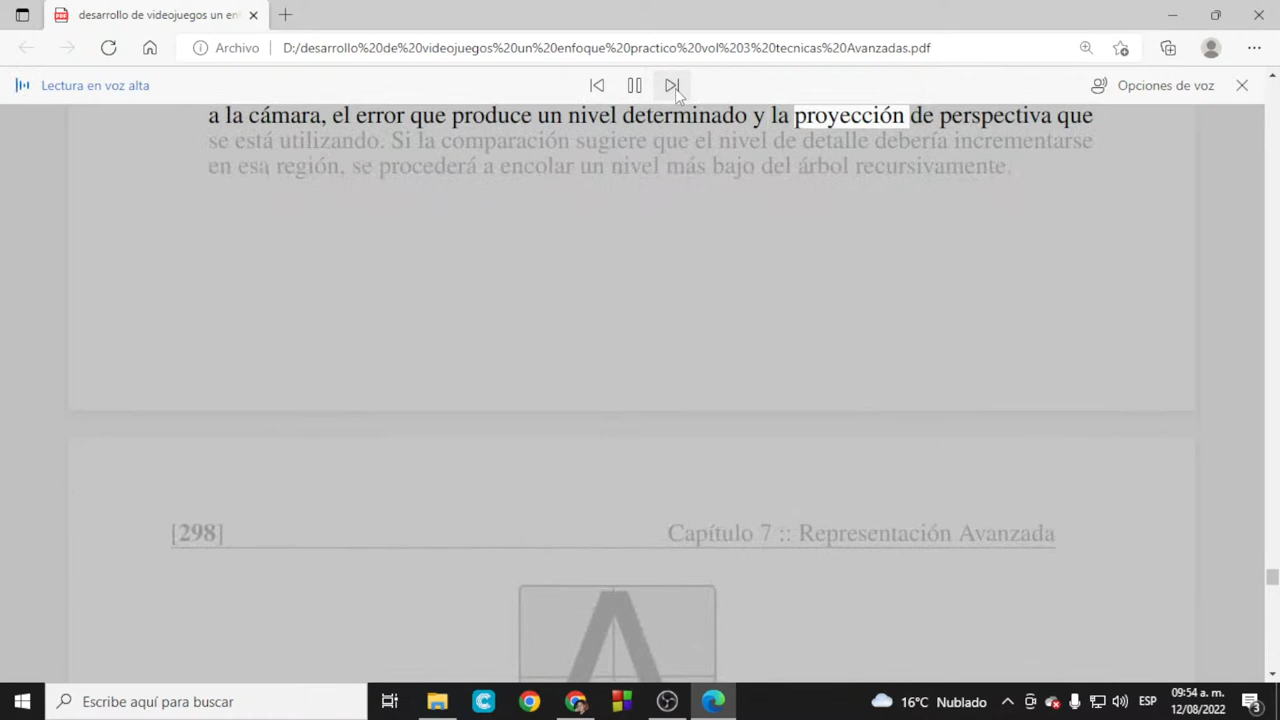 desarrollo de videojuegos un en
Archivo
D:/desarrollo%20de%20videojuegos%20un%20enfoque%20practico%20vol%203%20tecnicas%20Avanzadas.pdf
Lectura en voz alta
Opciones de voz
a la cámara, el error que produce un nivel determinado y la proyección de perspectiva que
se está utilizando. Si la comparación sugiere que el nivel de detalle debería incrementarse
en esa región, se procederá a encolar un nivel más bajo del árbol recursivamente.
[298]
Capítulo 7 :: Representación Avanzada
A
Escribe aquí para buscar
16°C Nublado
ESP
09:54 a. m.
12/08/2022
3